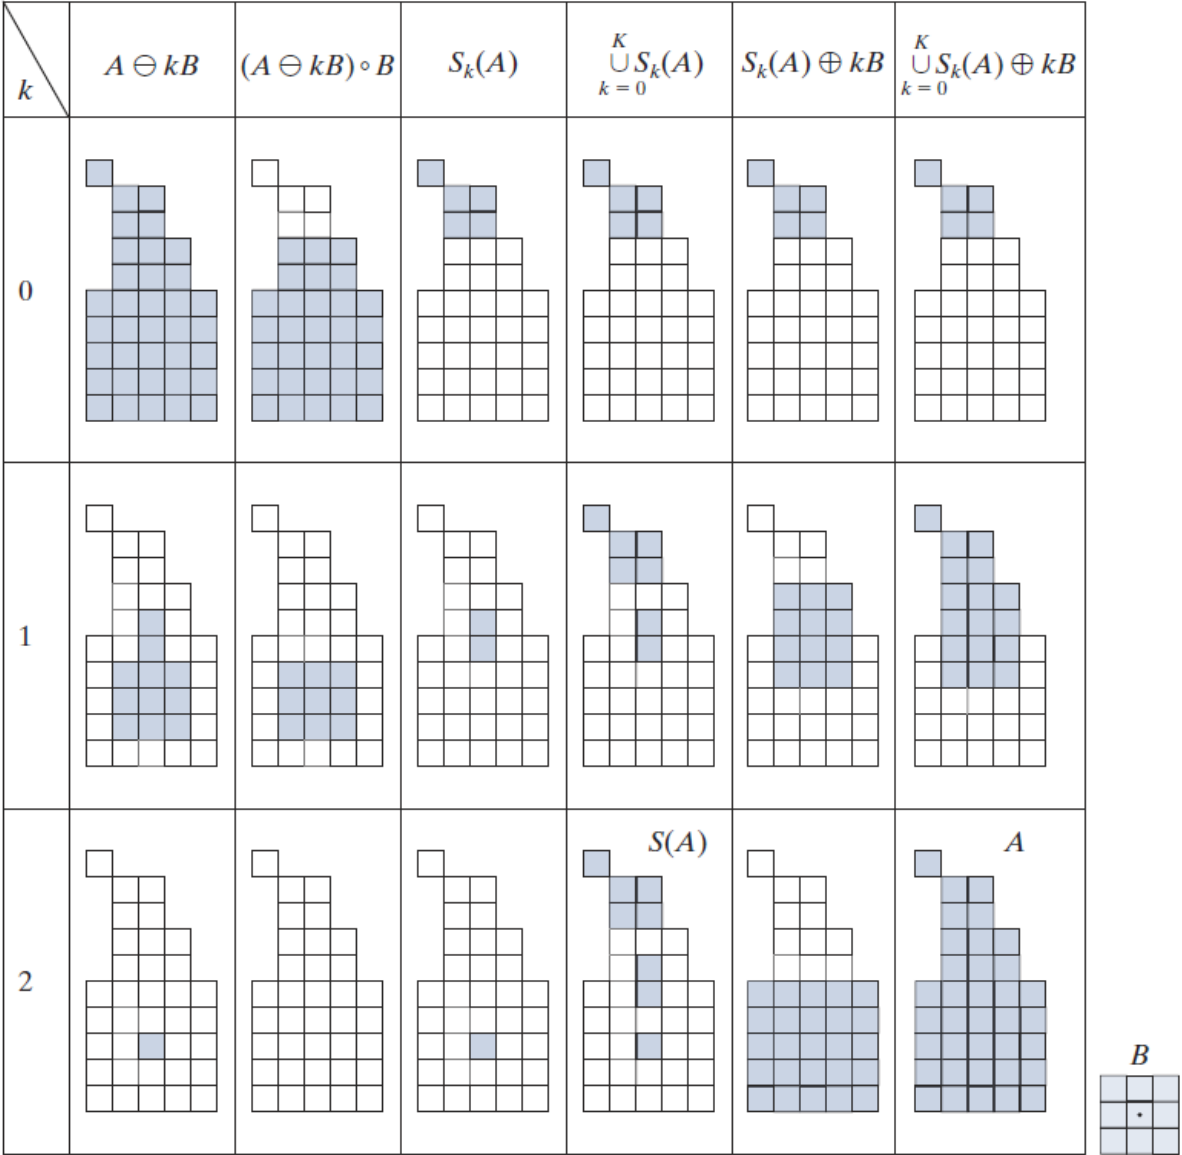 k
A ⊖ kB
(A ⊖ kB) ∘ B
S_k(A)
K
∪ S_k(A)
k = 0
S_k(A) ⊕ kB
K
∪ S_k(A) ⊕ kB
k = 0
0
1
2
S(A)
A
B